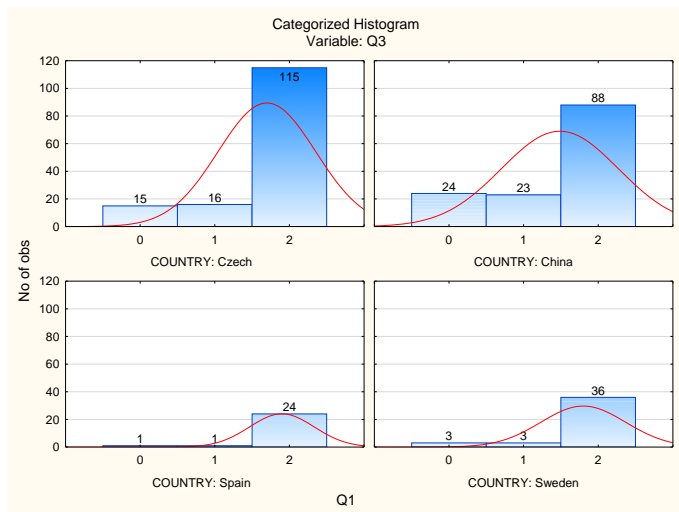 Categorized Histogram
Variable: Q3
No of obs
120
100
80
60
40
20
0
15
16
115
0 1 2
COUNTRY: Czech
24
23
88
0 1 2
COUNTRY: China
120
100
80
60
40
20
0
1
1
24
0 1 2
COUNTRY: Spain
3
3
36
0 1 2
COUNTRY: Sweden
Q1